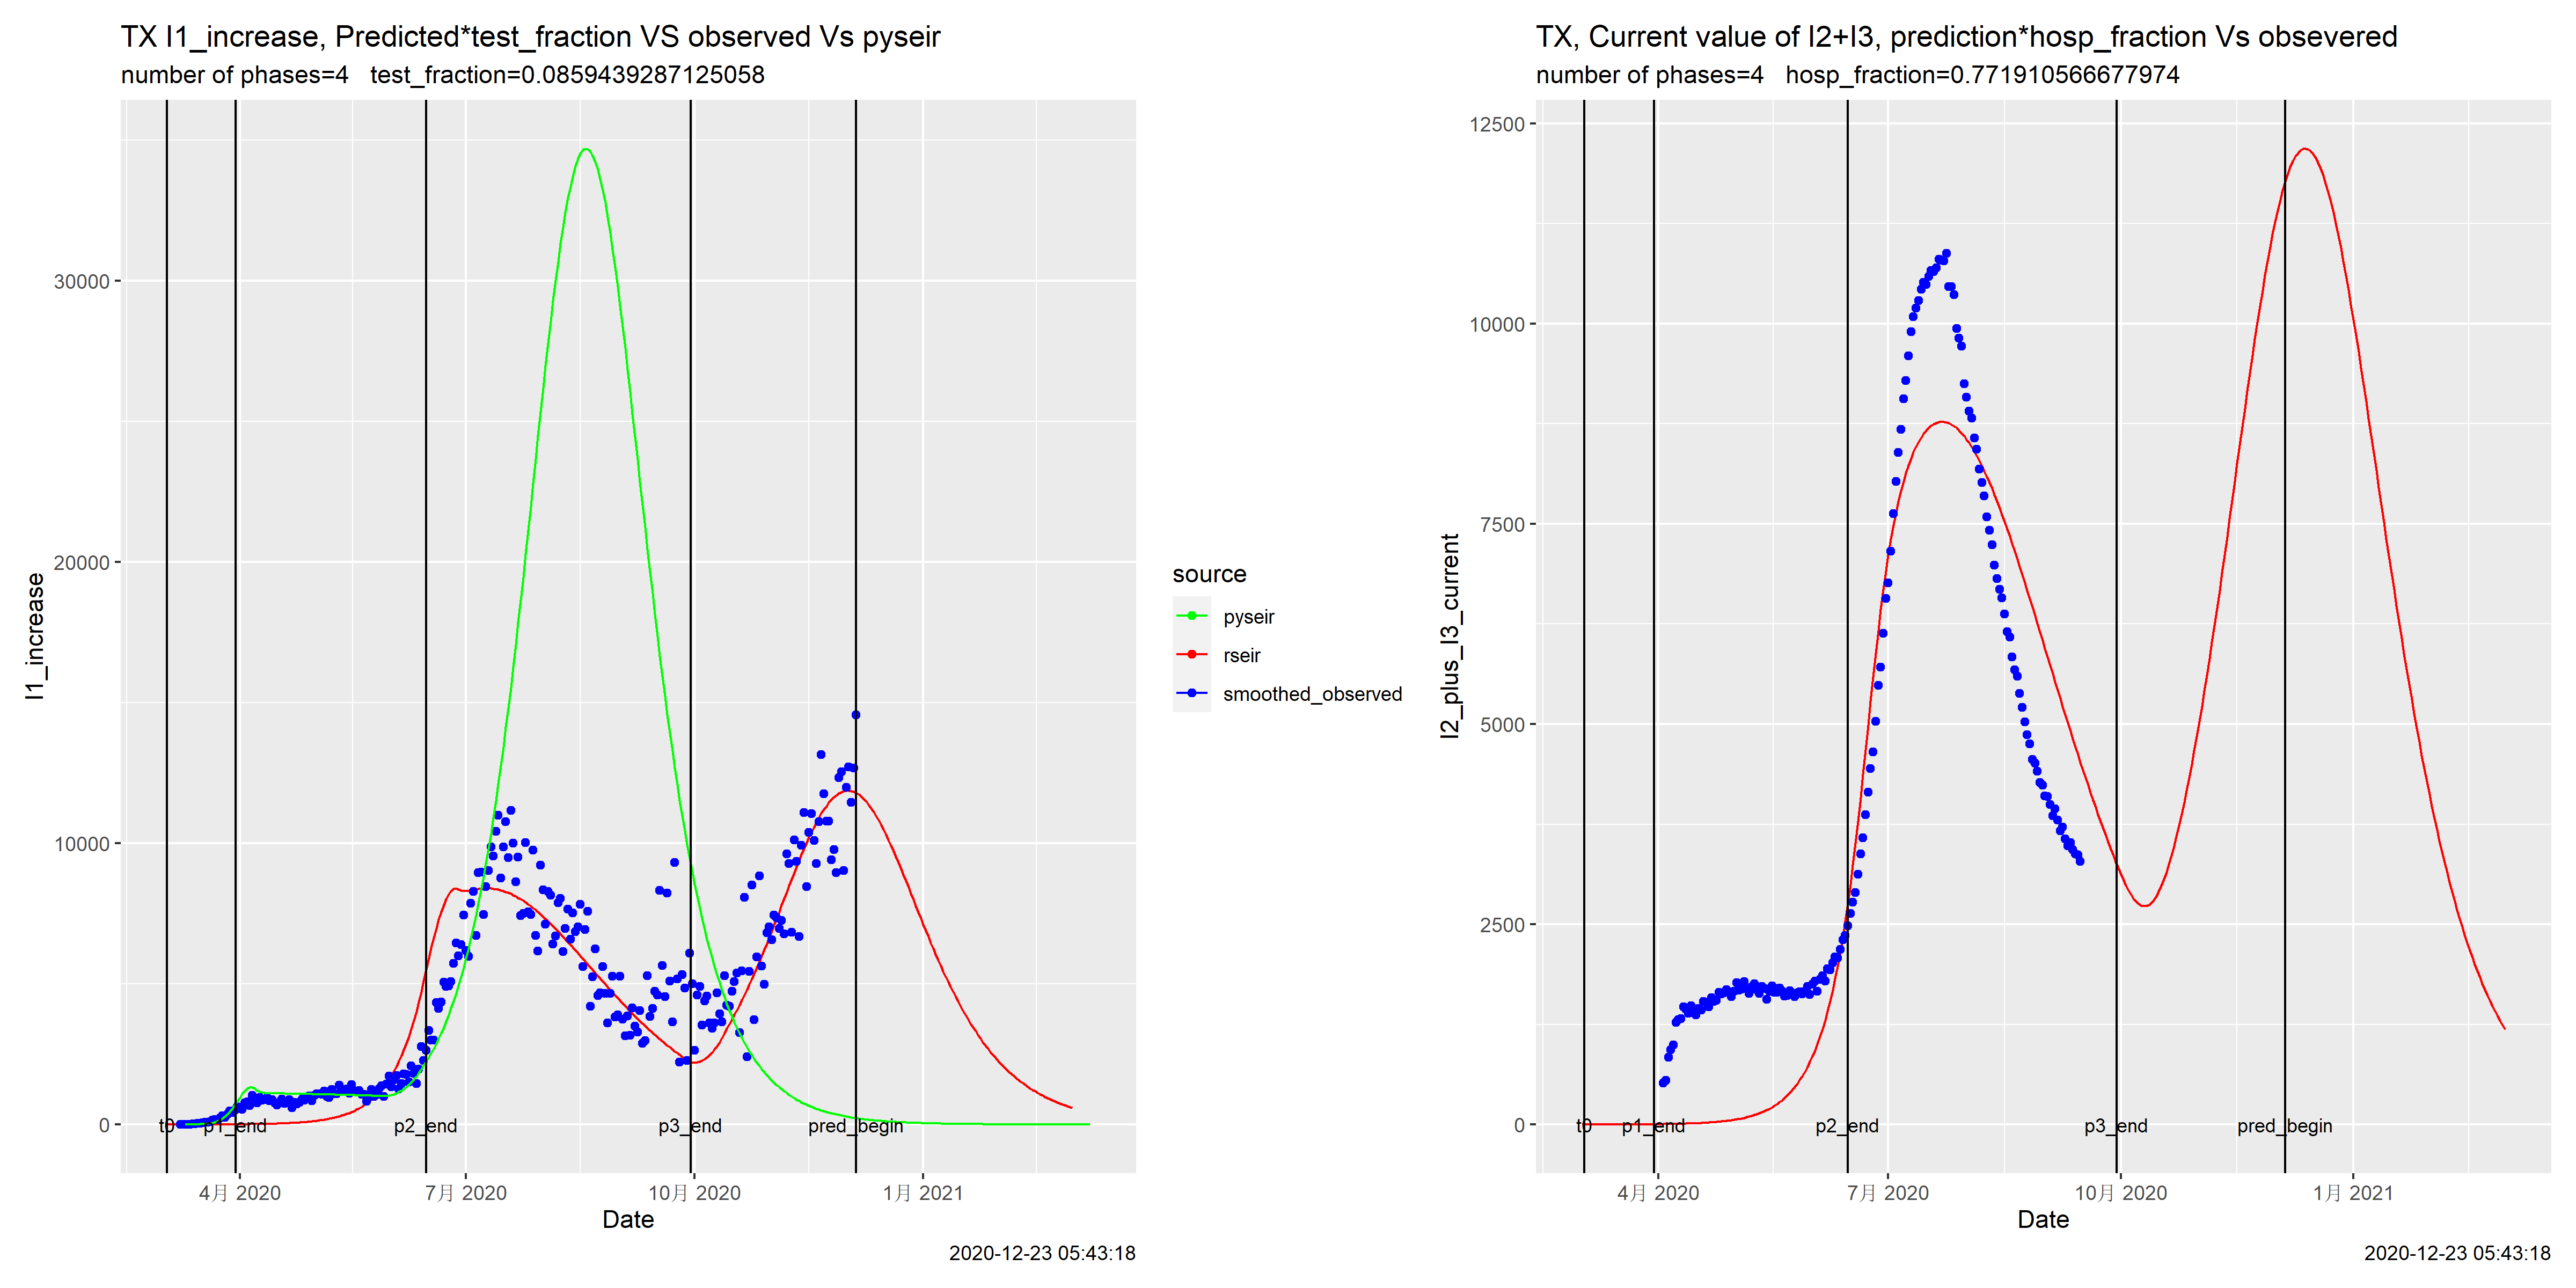 TX I1_increase, Predicted*test_fraction VS observed Vs pyseir
number of phases=4 test_fraction=0.0859439287125058
I1_increase
30000
20000
10000
0
t0
p1_end
p2_end
p3_end
pred_begin
4月 2020
7月 2020
10月 2020
1月 2021
Date
2020-12-23 05:43:18
source
pyseir
rseir
smoothed_observed
TX, Current value of I2+I3, prediction*hosp_fraction Vs obsevered
number of phases=4 hosp_fraction=0.771910566677974
I2_plus_I3_current
12500
10000
7500
5000
2500
0
t0
p1_end
p2_end
p3_end
pred_begin
4月 2020
7月 2020
10月 2020
1月 2021
Date
2020-12-23 05:43:18